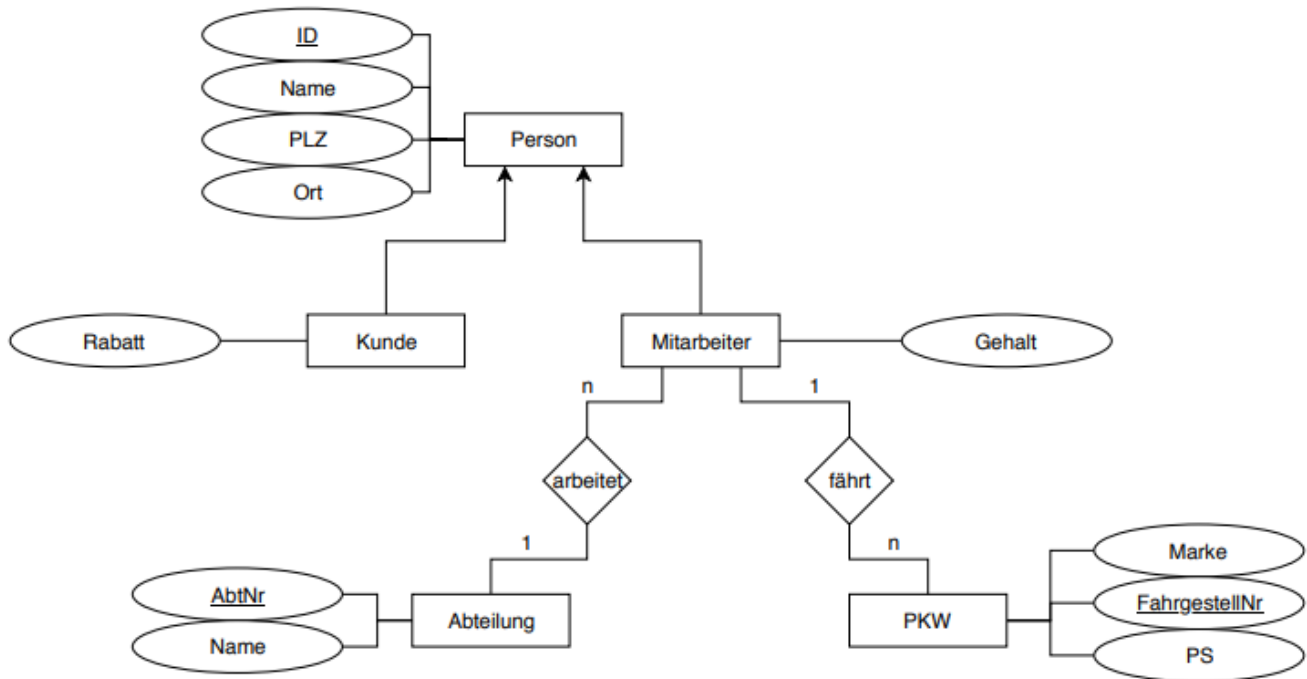 ID
Name
PLZ
Ort
Person
Rabatt
Kunde
Mitarbeiter
Gehalt
n
1
arbeitet
fährt
1
n
AbtNr
Name
Abteilung
PKW
Marke
FahrgestellNr
PS